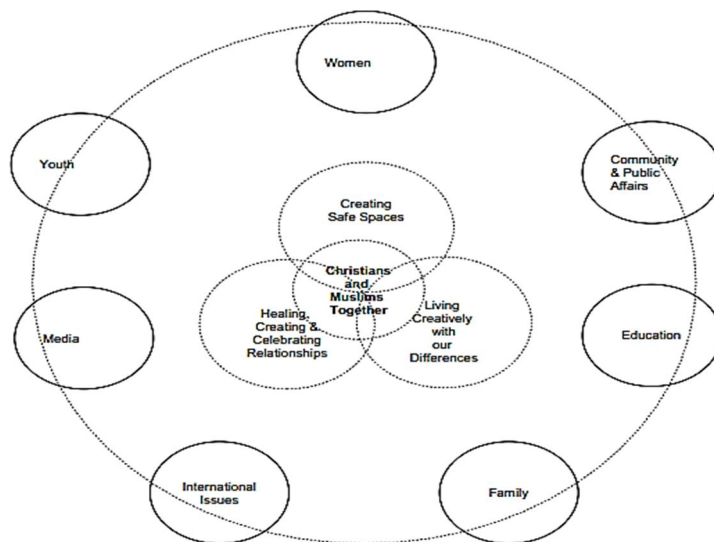 Women
Youth
Community
& Public
Affairs
Creating
Safe Spaces
Christians
and
Muslims
Together
Healing,
Creating &
Celebrating
Relationships
Living
Creatively
with
our
Differences
Media
Education
International
Issues
Family